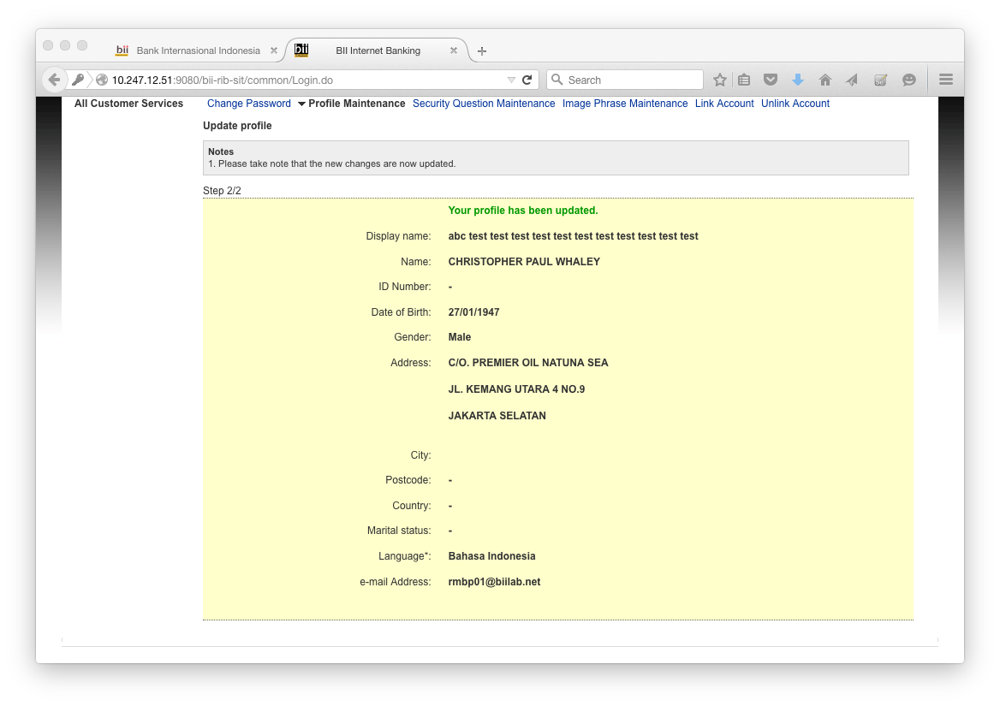 bii Bank Internasional Indonesia
bii BII Internet Banking
10.247.12.51:9080/bii-rib-sit/common/Login.do
Search
All Customer Services Change Password Profile Maintenance Security Question Maintenance Image Phrase Maintenance Link Account Unlink Account
Update profile
Notes
1. Please take note that the new changes are now updated.
Step 2/2
Your profile has been updated.
Display name: abc test test test test test test test test test test test
Name: CHRISTOPHER PAUL WHALEY
ID Number: -
Date of Birth: 27/01/1947
Gender: Male
Address: C/O. PREMIER OIL NATUNA SEA
JL. KEMANG UTARA 4 NO.9
JAKARTA SELATAN
City:
Postcode: -
Country: -
Marital status: -
Language*: Bahasa Indonesia
e-mail Address: rmbp01@biilab.net